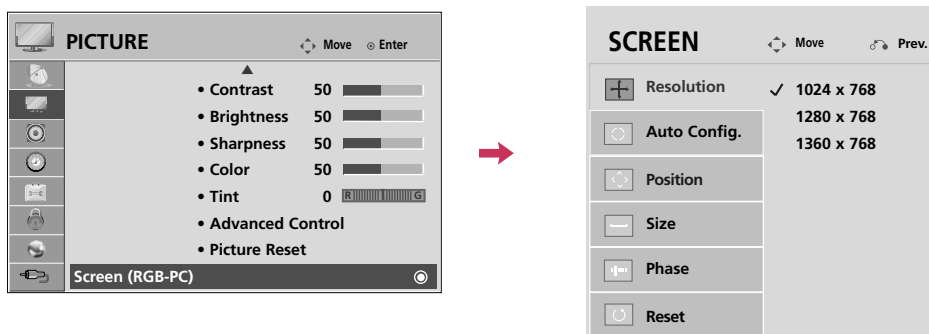 PICTURE
Move Enter
• Contrast 50
• Brightness 50
• Sharpness 50
• Color 50
• Tint 0 R G
• Advanced Control
• Picture Reset
Screen (RGB-PC)
SCREEN
Move Prev.
Resolution
Auto Config.
Position
Size
Phase
Reset
✓ 1024 x 768
1280 x 768
1360 x 768